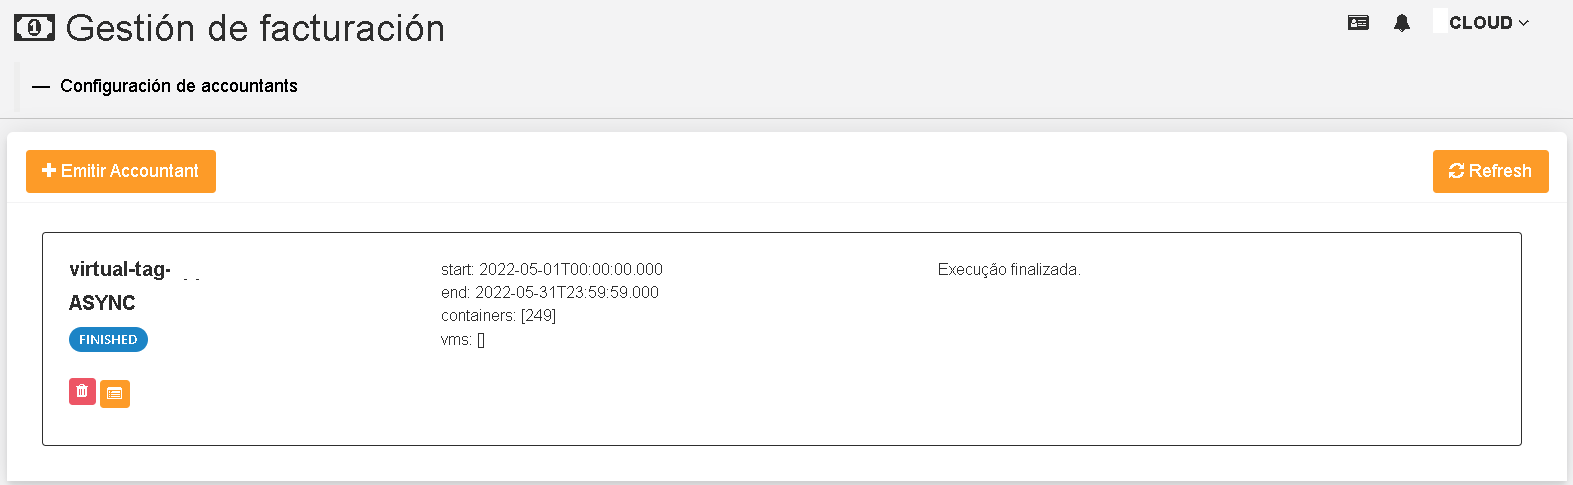 Gestión de facturación
CLOUD
Configuración de accountants
Emitir Accountant
Refresh
virtual-tag-
ASYNC
FINISHED
start: 2022-05-01T00:00:00.000
end: 2022-05-31T23:59:59.000
containers: [249]
vms: []
Execução finalizada.